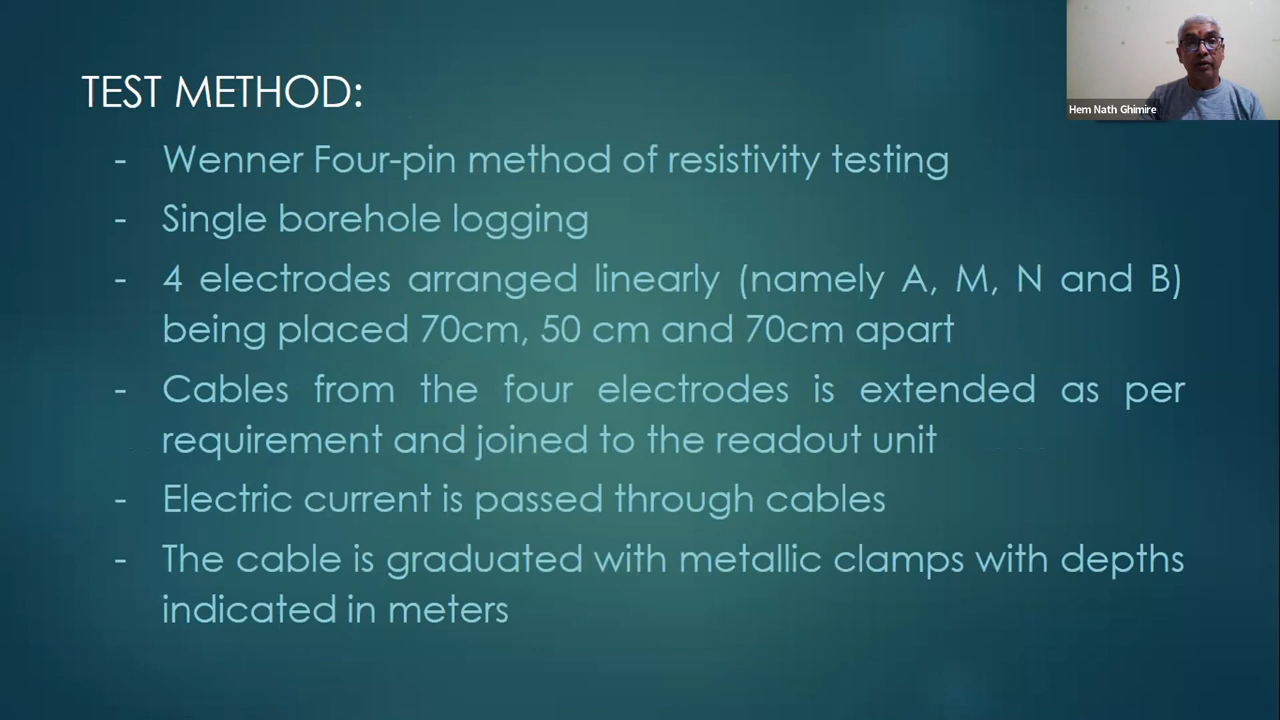 Hem Nath Ghimire
TEST METHOD:
- Wenner Four-pin method of resistivity testing
- Single borehole logging
- 4 electrodes arranged linearly (namely A, M, N and B)
being placed 70cm, 50 cm and 70cm apart
- Cables from the four electrodes is extended as per
requirement and joined to the readout unit
- Electric current is passed through cables
- The cable is graduated with metallic clamps with depths
indicated in meters